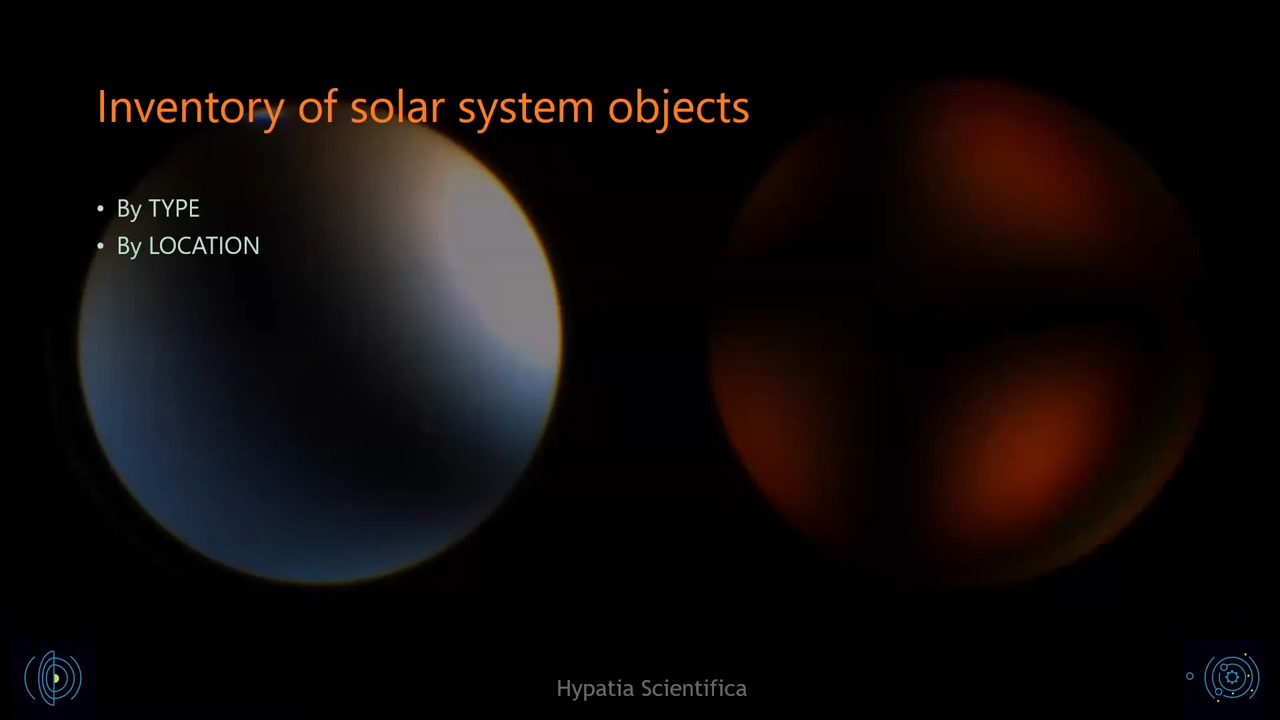 Inventory of solar system objects
• By TYPE
• By LOCATION
Hypatia Scientifica